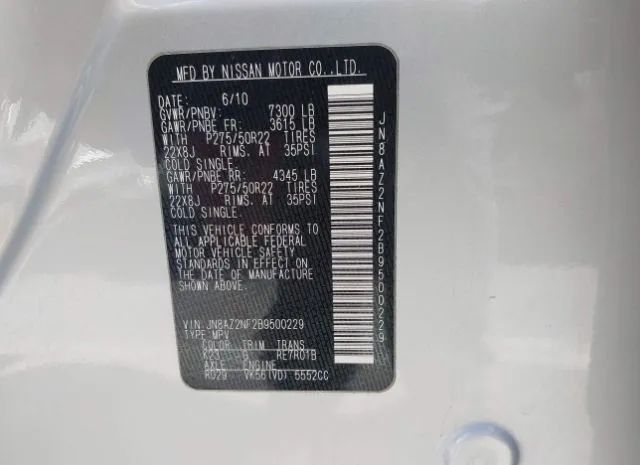 MFD BY NISSAN MOTOR CO.,LTD.
DATE: 6/10
GVWR/PNBV: 7300 LB
GAWR/PNBE FR: 3615 LB
WITH P275/50R22 TIRES
22X8J RIMS. AT 35PSI
COLD SINGLE.
GAWR/PNBE RR: 4345 LB
WITH P275/50R22 TIRES
22X8J RIMS. AT 35PSI
COLD SINGLE.
THIS VEHICLE CONFORMS TO
ALL APPLICABLE FEDERAL
MOTOR VEHICLE SAFETY
STANDARDS IN EFFECT ON
THE DATE OF MANUFACTURE
SHOWN ABOVE.
VIN:JN8AZ2NF2B9500229
TYPE MPV
COLOR TRIM TRANS
K23 B RE7R01B
AXLE ENGINE
R029 VK56(VD) 5552CC
JN8AZ2NF2B9500229